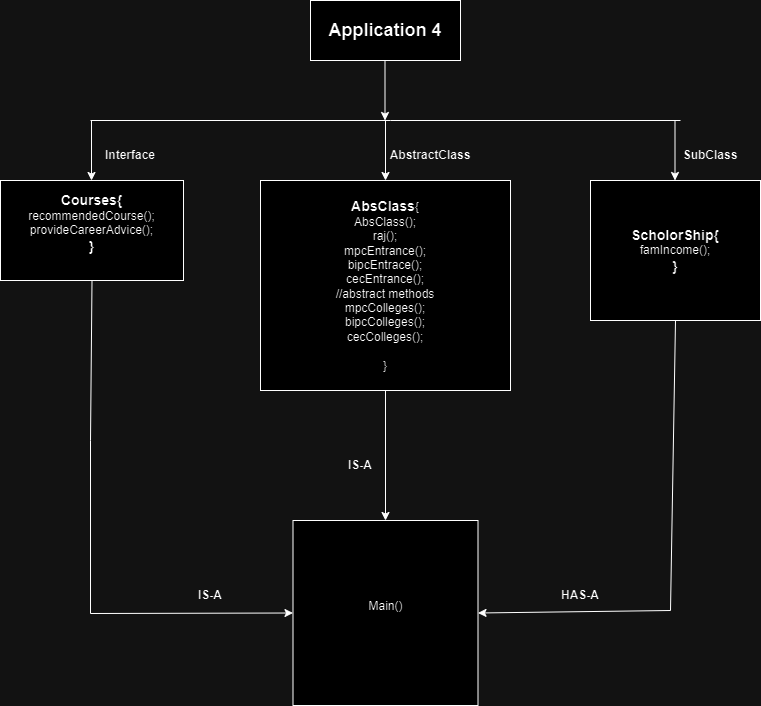 Application 4
Interface
AbstractClass
SubClass
Courses{
recommendedCourse();
provideCareerAdvice();
}
AbsClass{
AbsClass();
raj();
mpcEntrance();
bipcEntrace();
cecEntrance();
//abstract methods
mpcColleges();
bipcColleges();
cecColleges();
}
ScholorShip{
famIncome();
}
IS-A
IS-A
HAS-A
Main()